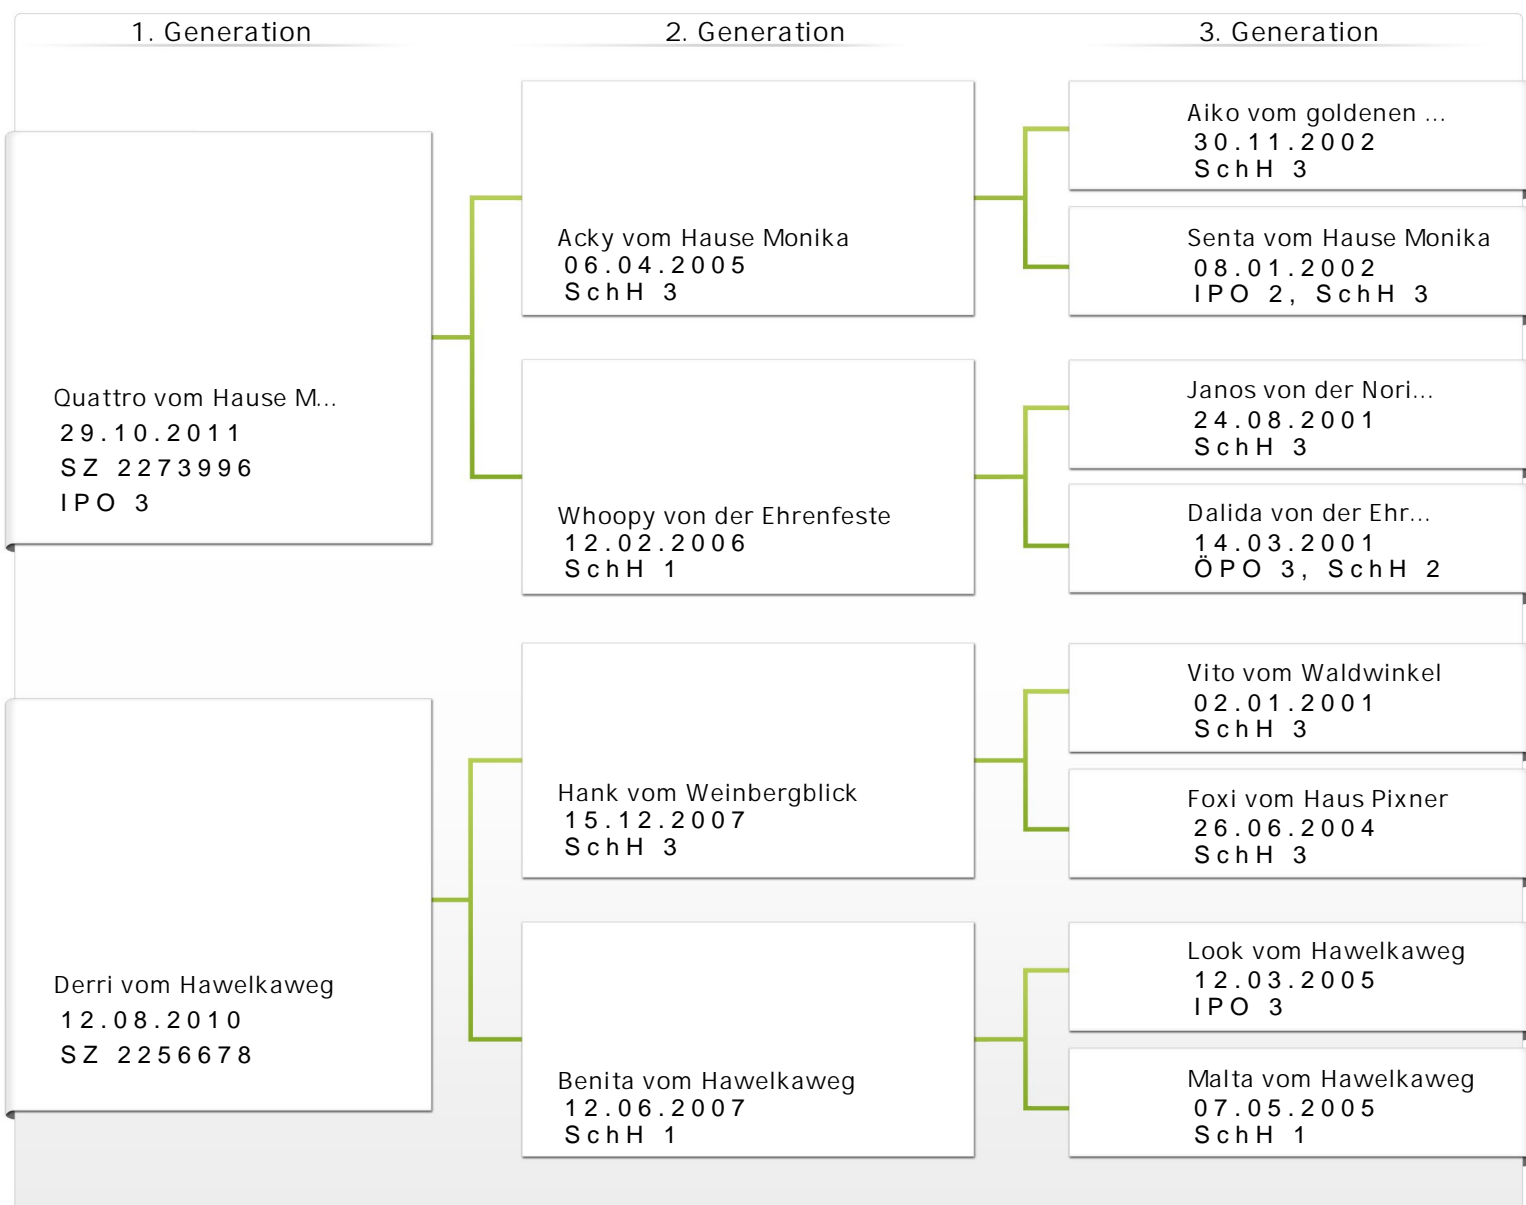 1. Generation
2. Generation
3. Generation
Quattro vom Hause M...
29.10.2011
SZ 2273996
IPO 3
Acky vom Hause Monika
06.04.2005
SchH 3
Aiko vom goldenen ...
30.11.2002
SchH 3
Senta vom Hause Monika
08.01.2002
IPO 2, SchH 3
Whoopy von der Ehrenfeste
12.02.2006
SchH 1
Janos von der Nori...
24.08.2001
SchH 3
Dalida von der Ehr...
14.03.2001
ÖPO 3, SchH 2
Derri vom Hawelkaweg
12.08.2010
SZ 2256678
Hank vom Weinbergblick
15.12.2007
SchH 3
Vito vom Waldwinkel
02.01.2001
SchH 3
Foxi vom Haus Pixner
26.06.2004
SchH 3
Benita vom Hawelkaweg
12.06.2007
SchH 1
Look vom Hawelkaweg
12.03.2005
IPO 3
Malta vom Hawelkaweg
07.05.2005
SchH 1